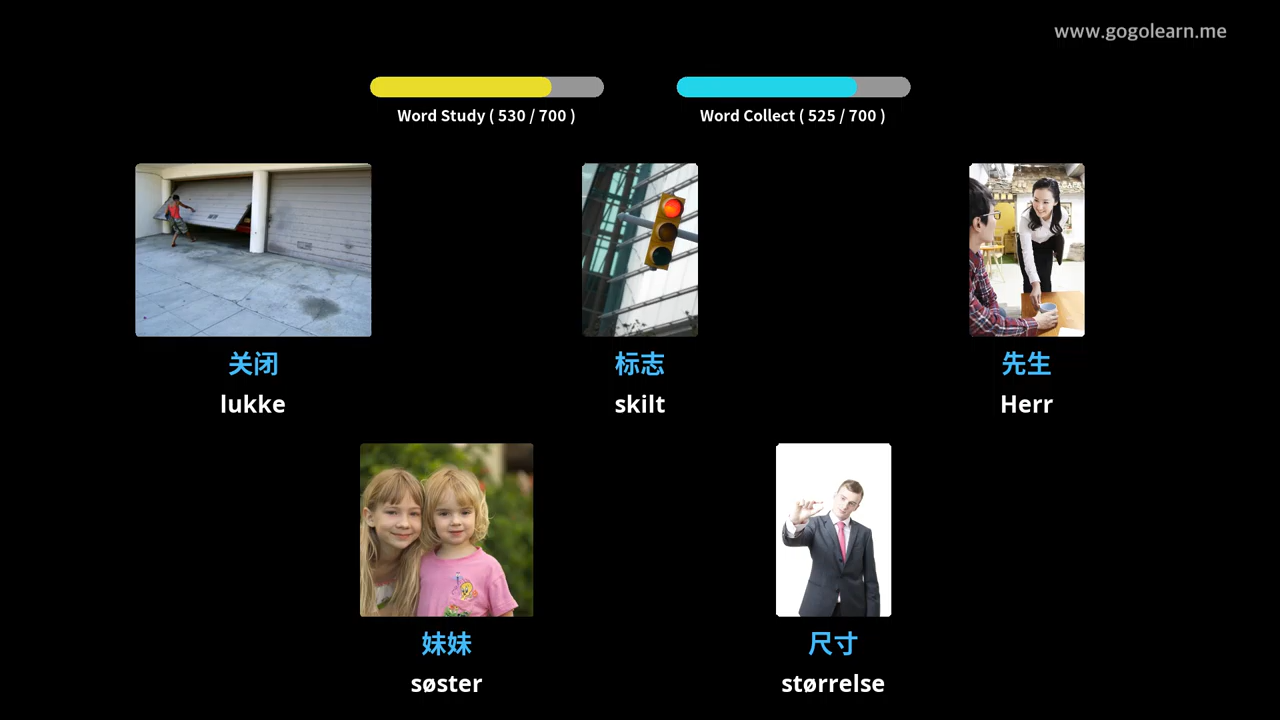 www.gogolearn.me
Word Study ( 530 / 700 )
Word Collect ( 525 / 700 )
关闭
lukke
标志
skilt
先生
Herr
妹妹
søster
尺寸
størrelse